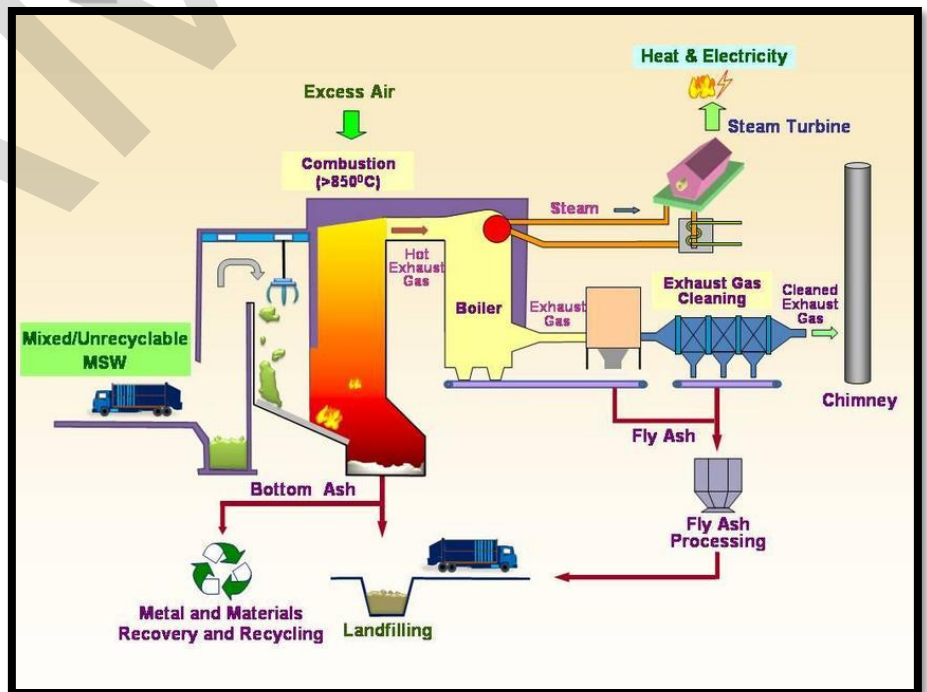 Heat & Electricity
Excess Air
Steam Turbine
Combustion
(>850⁰C)
Steam
Hot
Exhaust
Gas
Boiler
Exhaust
Gas
Exhaust Gas
Cleaning
Cleaned
Exhaust
Gas
Mixed/Unrecyclable
MSW
Chimney
Fly Ash
Bottom Ash
Fly Ash
Processing
Metal and Materials
Recovery and Recycling
Landfilling